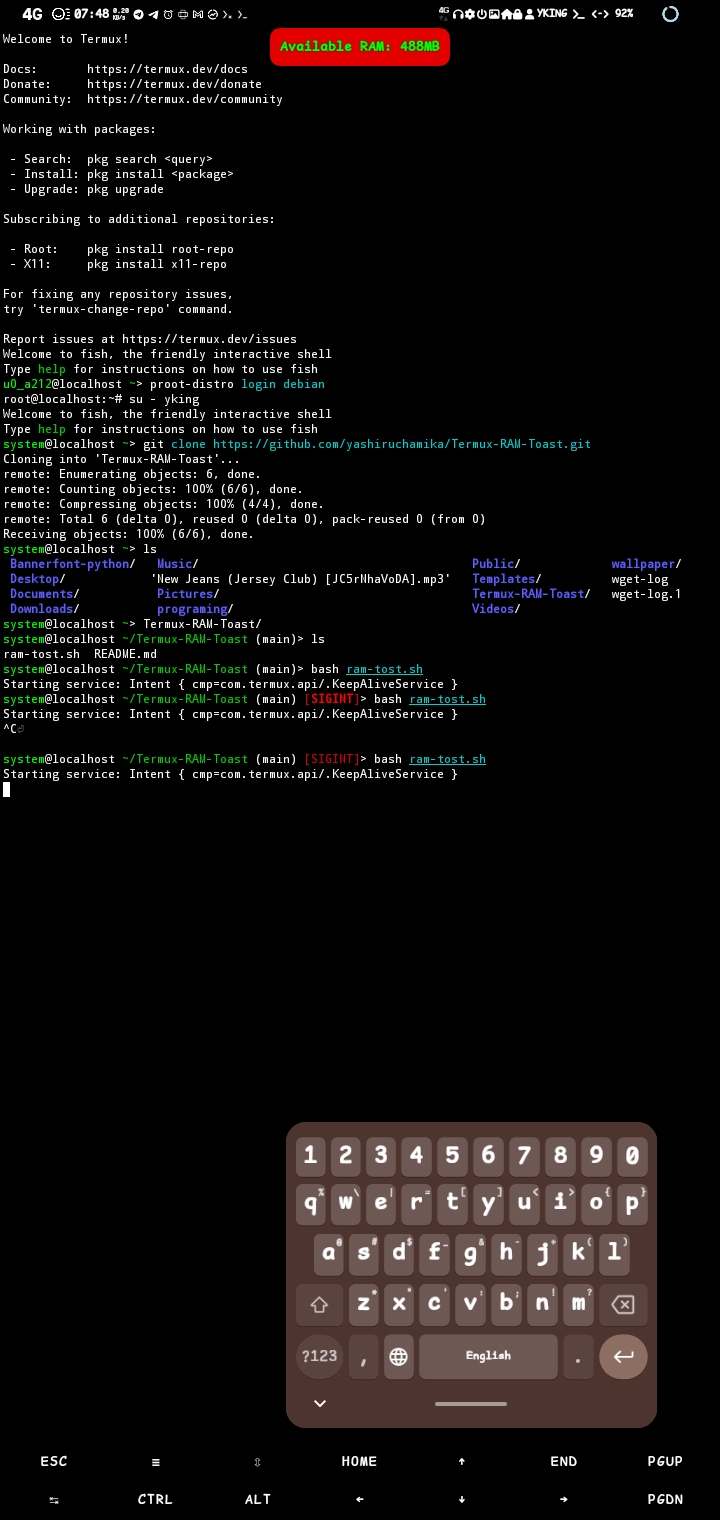 4G 07:48 0.20 KB/s 4G YKING 92%
Available RAM: 488MB
Welcome to Termux!
Docs: https://termux.dev/docs
Donate: https://termux.dev/donate
Community: https://termux.dev/community
Working with packages:
- Search: pkg search <query>
- Install: pkg install <package>
- Upgrade: pkg upgrade
Subscribing to additional repositories:
- Root: pkg install root-repo
- X11: pkg install x11-repo
For fixing any repository issues,
try 'termux-change-repo' command.
Report issues at https://termux.dev/issues
Welcome to fish, the friendly interactive shell
Type help for instructions on how to use fish
u0_a212@localhost ~> proot-distro login debian
root@localhost:~# su - yking
Welcome to fish, the friendly interactive shell
Type help for instructions on how to use fish
system@localhost ~> git clone https://github.com/yashiruchamika/Termux-RAM-Toast.git
Cloning into 'Termux-RAM-Toast'...
remote: Enumerating objects: 6, done.
remote: Counting objects: 100% (6/6), done.
remote: Compressing objects: 100% (4/4), done.
remote: Total 6 (delta 0), reused 0 (delta 0), pack-reused 0 (from 0)
Receiving objects: 100% (6/6), done.
system@localhost ~> ls
Bannerfont-python/ Music/ Public/ wallpaper/
Desktop/ 'New Jeans (Jersey Club) [JC5rNhaVoDA].mp3' Templates/ wget-log
Documents/ Pictures/ Termux-RAM-Toast/ wget-log.1
Downloads/ programing/ Videos/
system@localhost ~> Termux-RAM-Toast/
system@localhost ~/Termux-RAM-Toast (main)> ls
ram-tost.sh README.md
system@localhost ~/Termux-RAM-Toast (main)> bash ram-tost.sh
Starting service: Intent { cmp=com.termux.api/.KeepAliveService }
system@localhost ~/Termux-RAM-Toast (main) [SIGINT]> bash ram-tost.sh
Starting service: Intent { cmp=com.termux.api/.KeepAliveService }
^C⏎
system@localhost ~/Termux-RAM-Toast (main) [SIGINT]> bash ram-tost.sh
Starting service: Intent { cmp=com.termux.api/.KeepAliveService }
1 2 3 4 5 6 7 8 9 0
q % w \ e | r = t [ y ] u < i > o { p }
a @ s # d $ f _ g & h - j + k ( l )
z * x " c ' v : b ; n ! m ?
?123 , English .
ESC ≡ ⇳ HOME ↑ END PGUP
↹ CTRL ALT ← ↓ → PGDN